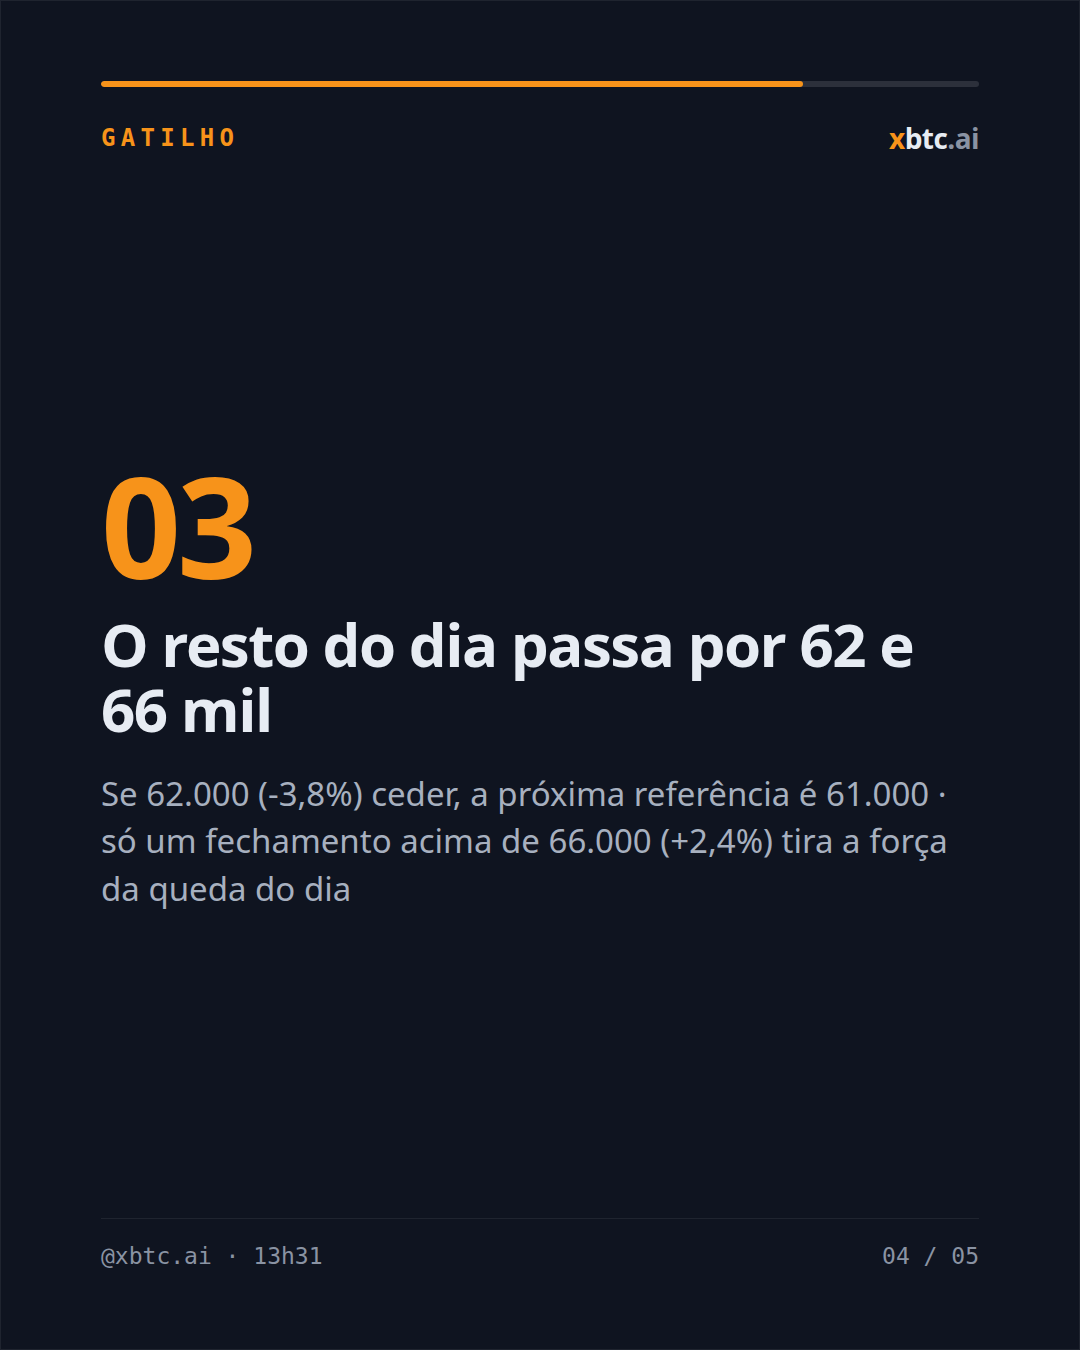 GATILHO
xbtc.ai
03
O resto do dia passa por 62 e
66 mil
Se 62.000 (-3,8%) ceder, a próxima referência é 61.000 ·
só um fechamento acima de 66.000 (+2,4%) tira a força
da queda do dia
@xbtc.ai · 13h31
04 / 05